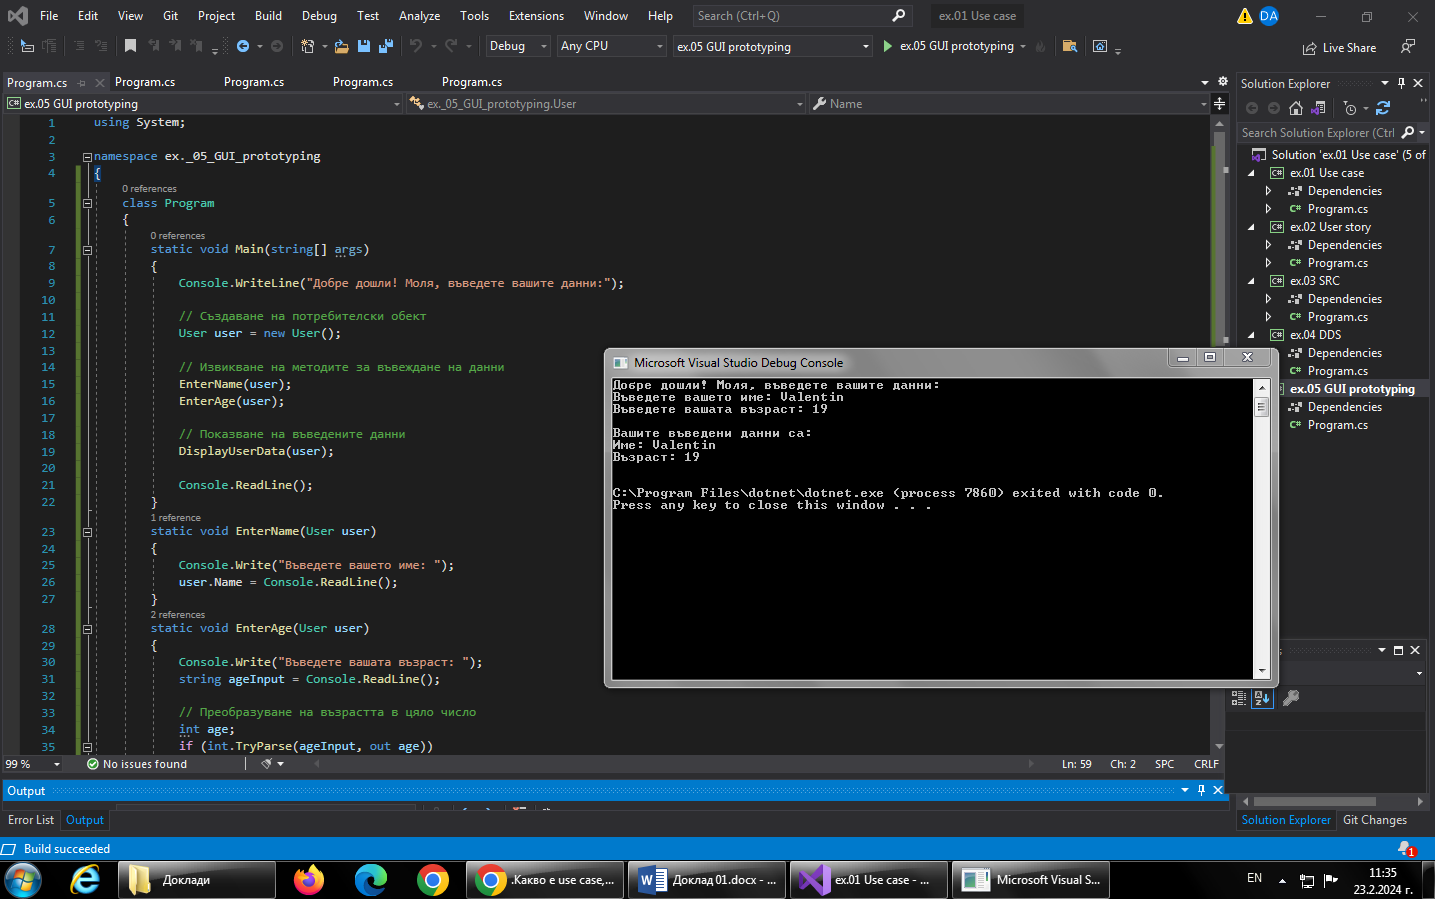 File Edit View Git Project Build Debug Test Analyze Tools Extensions Window Help Search (Ctrl+Q) ex.01 Use case DA
Debug Any CPU ex.05 GUI prototyping ex.05 GUI prototyping Live Share
Program.cs Program.cs Program.cs Program.cs Program.cs
ex.05 GUI prototyping ex._05_GUI_prototyping.User Name
1 using System;
2
3 namespace ex._05_GUI_prototyping
4 {
0 references
5 class Program
6 {
0 references
7 static void Main(string[] args)
8 {
9 Console.WriteLine("Добре дошли! Моля, въведете вашите данни:");
10
11 // Създаване на потребителски обект
12 User user = new User();
13
14 // Извикване на методите за въвеждане на данни
15 EnterName(user);
16 EnterAge(user);
17
18 // Показване на въведените данни
19 DisplayUserData(user);
20
21 Console.ReadLine();
22 }
1 reference
23 static void EnterName(User user)
24 {
25 Console.Write("Въведете вашето име: ");
26 user.Name = Console.ReadLine();
27 }
2 references
28 static void EnterAge(User user)
29 {
30 Console.Write("Въведете вашата възраст: ");
31 string ageInput = Console.ReadLine();
32
33 // Преобразуване на възрастта в цяло число
34 int age;
35 if (int.TryParse(ageInput, out age))
99 % No issues found Ln: 59 Ch: 2 SPC CRLF
Output
Error List Output
Build succeeded
Microsoft Visual Studio Debug Console
Добре дошли! Моля, въведете вашите данни:
Въведете вашето име: Valentin
Въведете вашата възраст: 19
Вашите въведени данни са:
Име: Valentin
Възраст: 19
C:\Program Files\dotnet\dotnet.exe (process 7860) exited with code 0.
Press any key to close this window . . .
Solution Explorer
Search Solution Explorer (Ctrl
Solution 'ex.01 Use case' (5 of
ex.01 Use case
Dependencies
C# Program.cs
ex.02 User story
Dependencies
C# Program.cs
ex.03 SRC
Dependencies
C# Program.cs
ex.04 DDS
Dependencies
C# Program.cs
ex.05 GUI prototyping
Dependencies
C# Program.cs
Solution Explorer Git Changes
1
Доклади .Какво е use case,... Доклад 01.docx - ... ex.01 Use case - ... Microsoft Visual S... EN 11:35
23.2.2024 г.